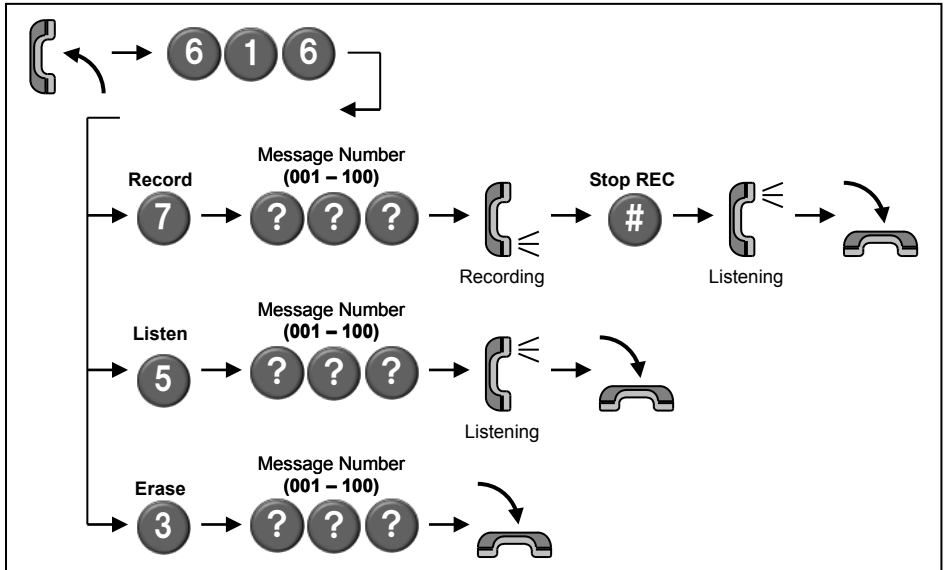 6 1 6
Message Number
(001 – 100)
Record
Stop REC
7 ? ? ? #
Recording
Listening
Message Number
(001 – 100)
Listen
5 ? ? ?
Listening
Message Number
(001 – 100)
Erase
3 ? ? ?